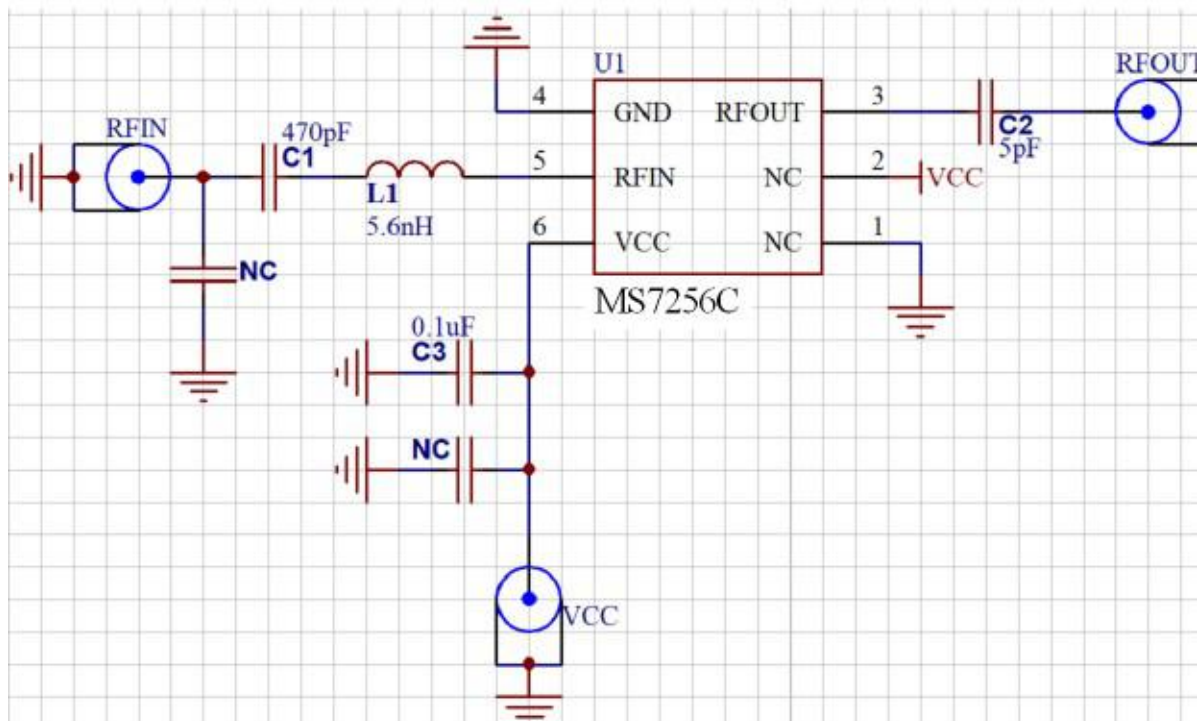 U1
RFOUT
4
GND
RFOUT
3
RFIN
470pF
C1
C2
5pF
5
RFIN
NC
2
VCC
L1
5.6nH
6
VCC
NC
1
NC
MS7256C
0.1uF
C3
NC
VCC